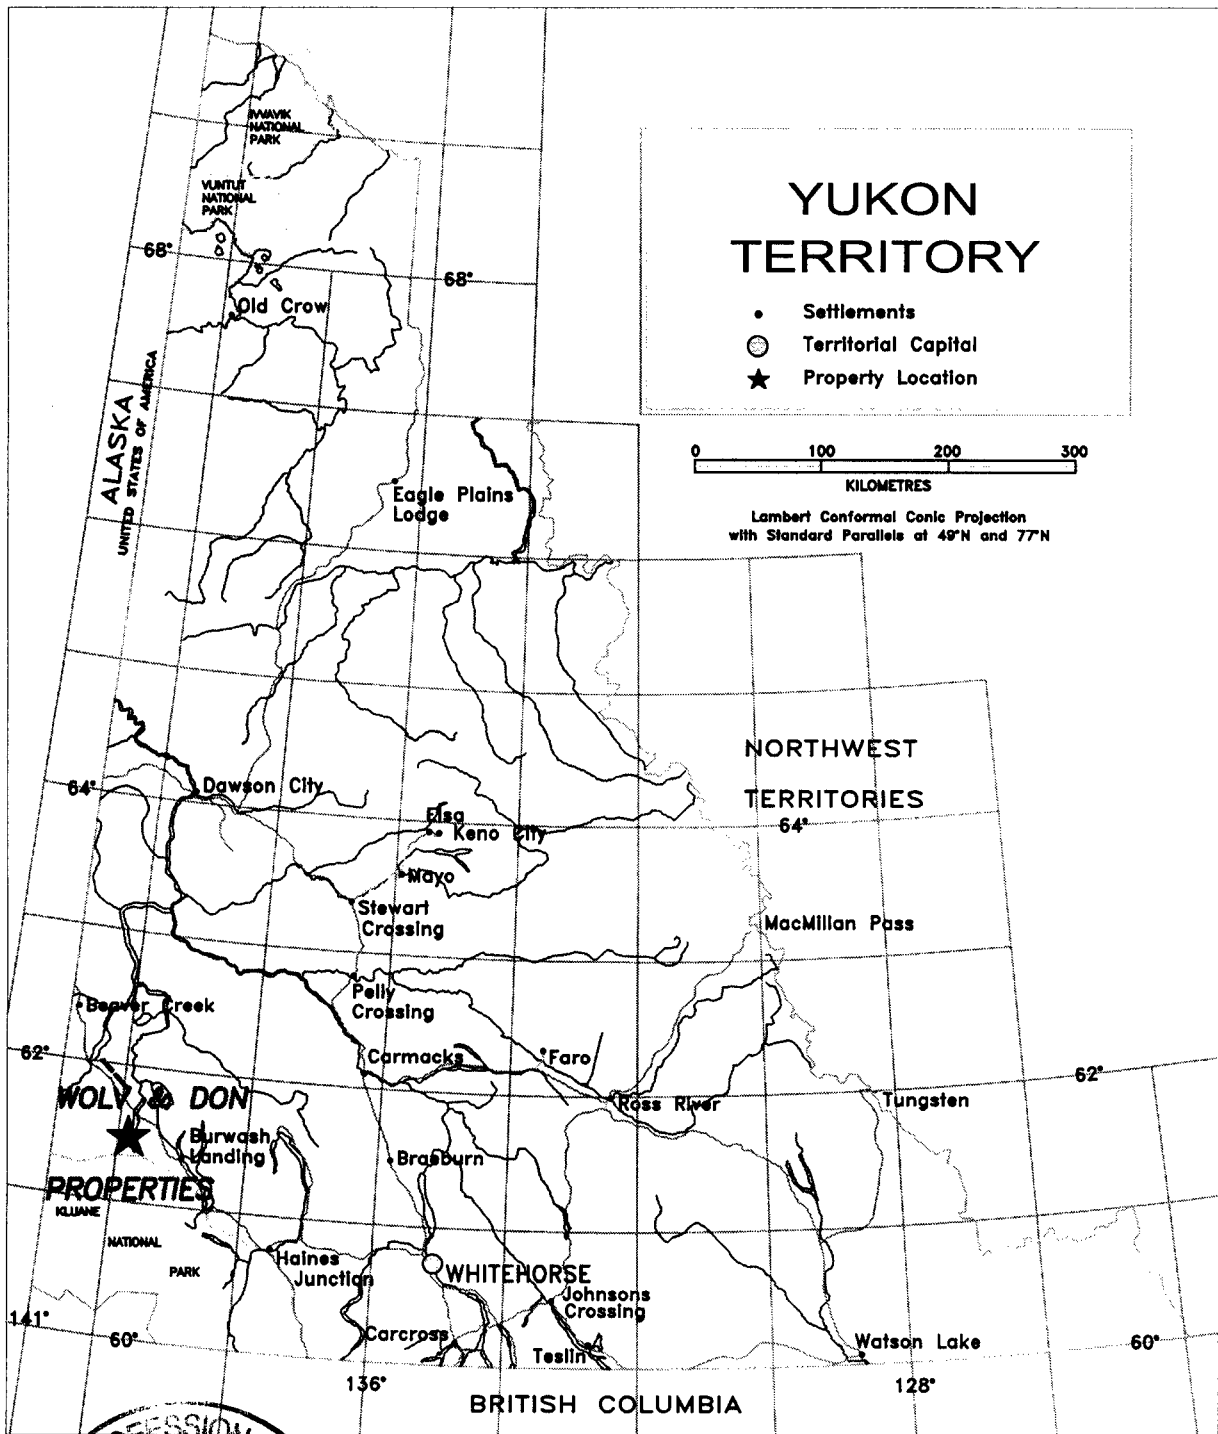 IVVAVIK
NATIONAL
PARK
VUNTUT
NATIONAL
PARK
68°
68°
Old Crow
ALASKA
UNITED STATES OF AMERICA
YUKON
TERRITORY
Settlements
Territorial Capital
Property Location
0 100 200 300
KILOMETRES
Lambert Conformal Conic Projection
with Standard Parallels at 49°N and 77°N
Eagle Plains
Lodge
NORTHWEST
TERRITORIES
64°
64°
Dawson City
Elsa
Keno City
Mayo
Stewart
Crossing
MacMillan Pass
Pelly
Crossing
Beaver Creek
62°
62°
Carmacks
Faro
Ross River
Tungsten
WOLV & DON
PROPERTIES
Burwash
Landing
Braeburn
KLUANE
NATIONAL
PARK
Haines
Junction
WHITEHORSE
Johnsons
Crossing
141°
60°
60°
Carcross
Teslin
Watson Lake
136°
128°
BRITISH COLUMBIA